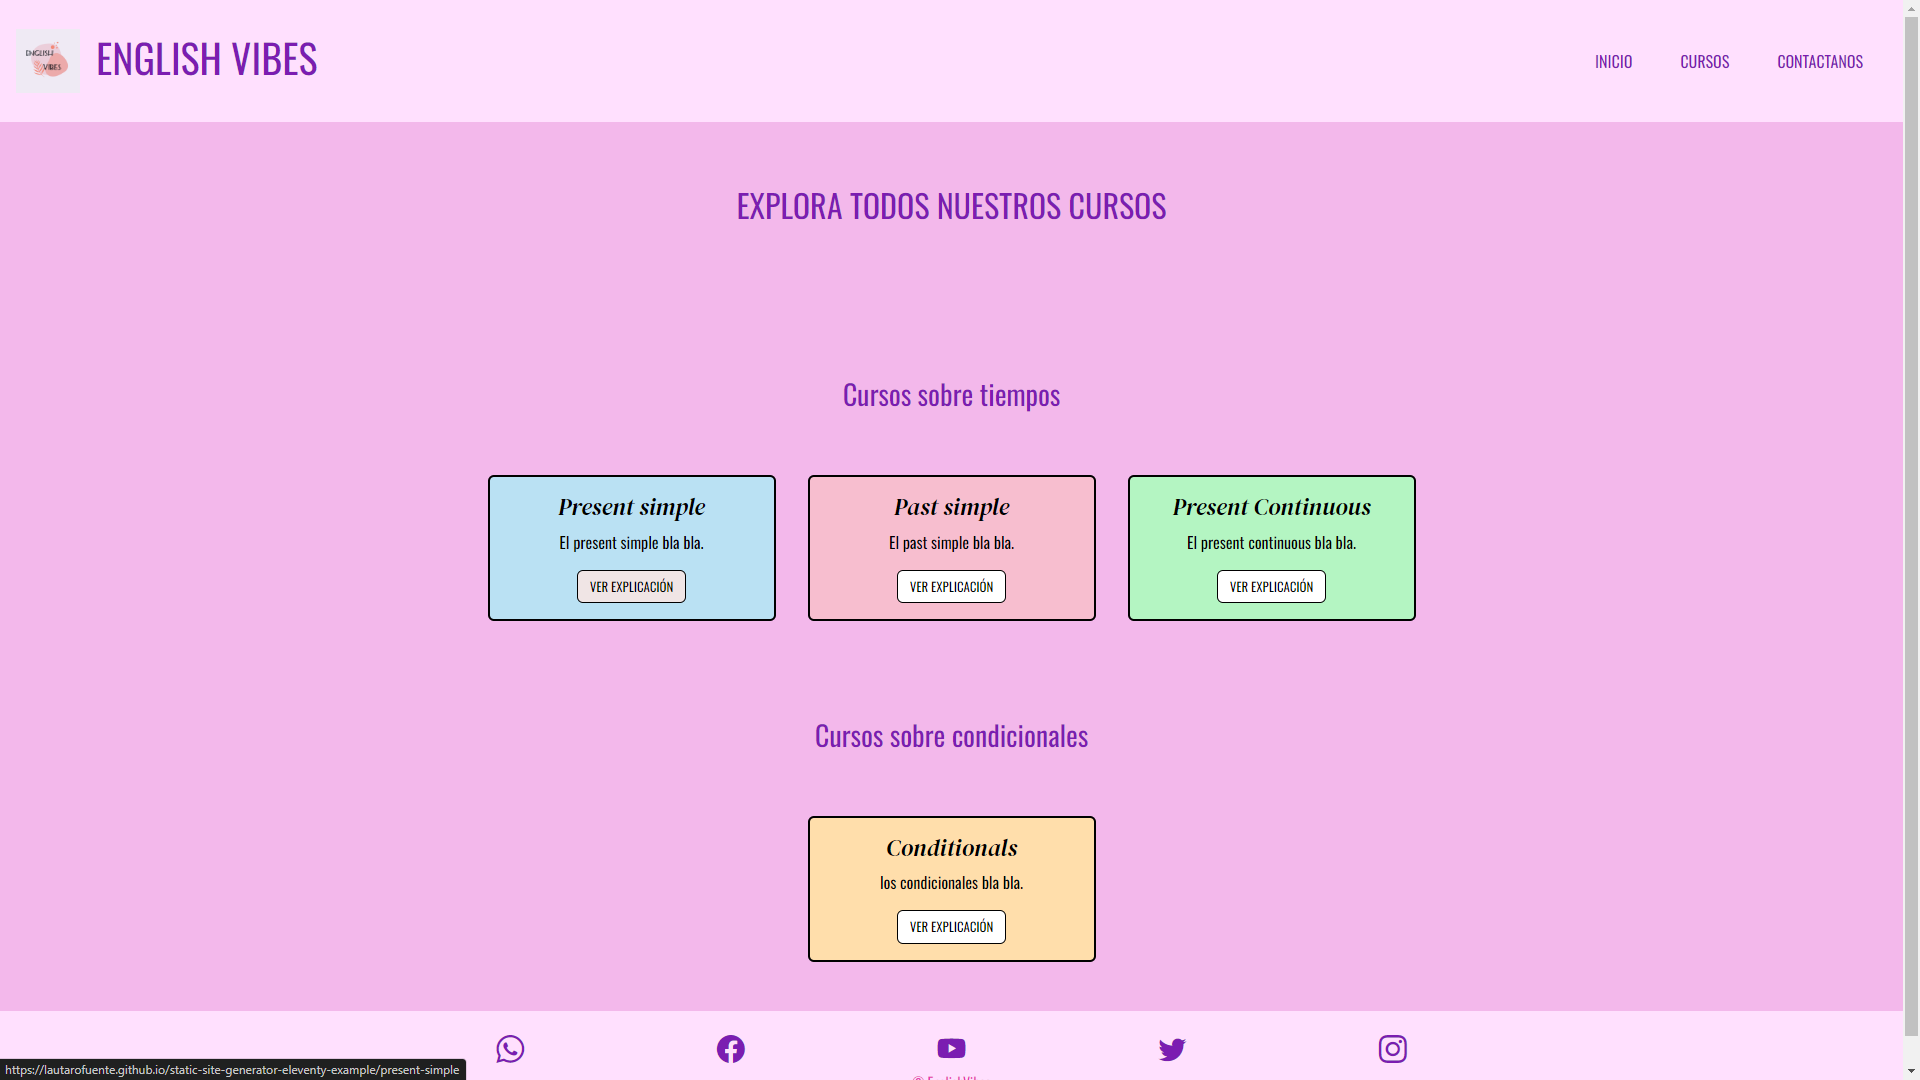 ENGLISH
VIBES
ENGLISH VIBES
INICIO
CURSOS
CONTACTANOS
EXPLORA TODOS NUESTROS CURSOS
Cursos sobre tiempos
Present simple
El present simple bla bla.
VER EXPLICACIÓN
Past simple
El past simple bla bla.
VER EXPLICACIÓN
Present Continuous
El present continuous bla bla.
VER EXPLICACIÓN
Cursos sobre condicionales
Conditionals
los condicionales bla bla.
VER EXPLICACIÓN
https://lautarofuente.github.io/static-site-generator-eleventy-example/present-simple